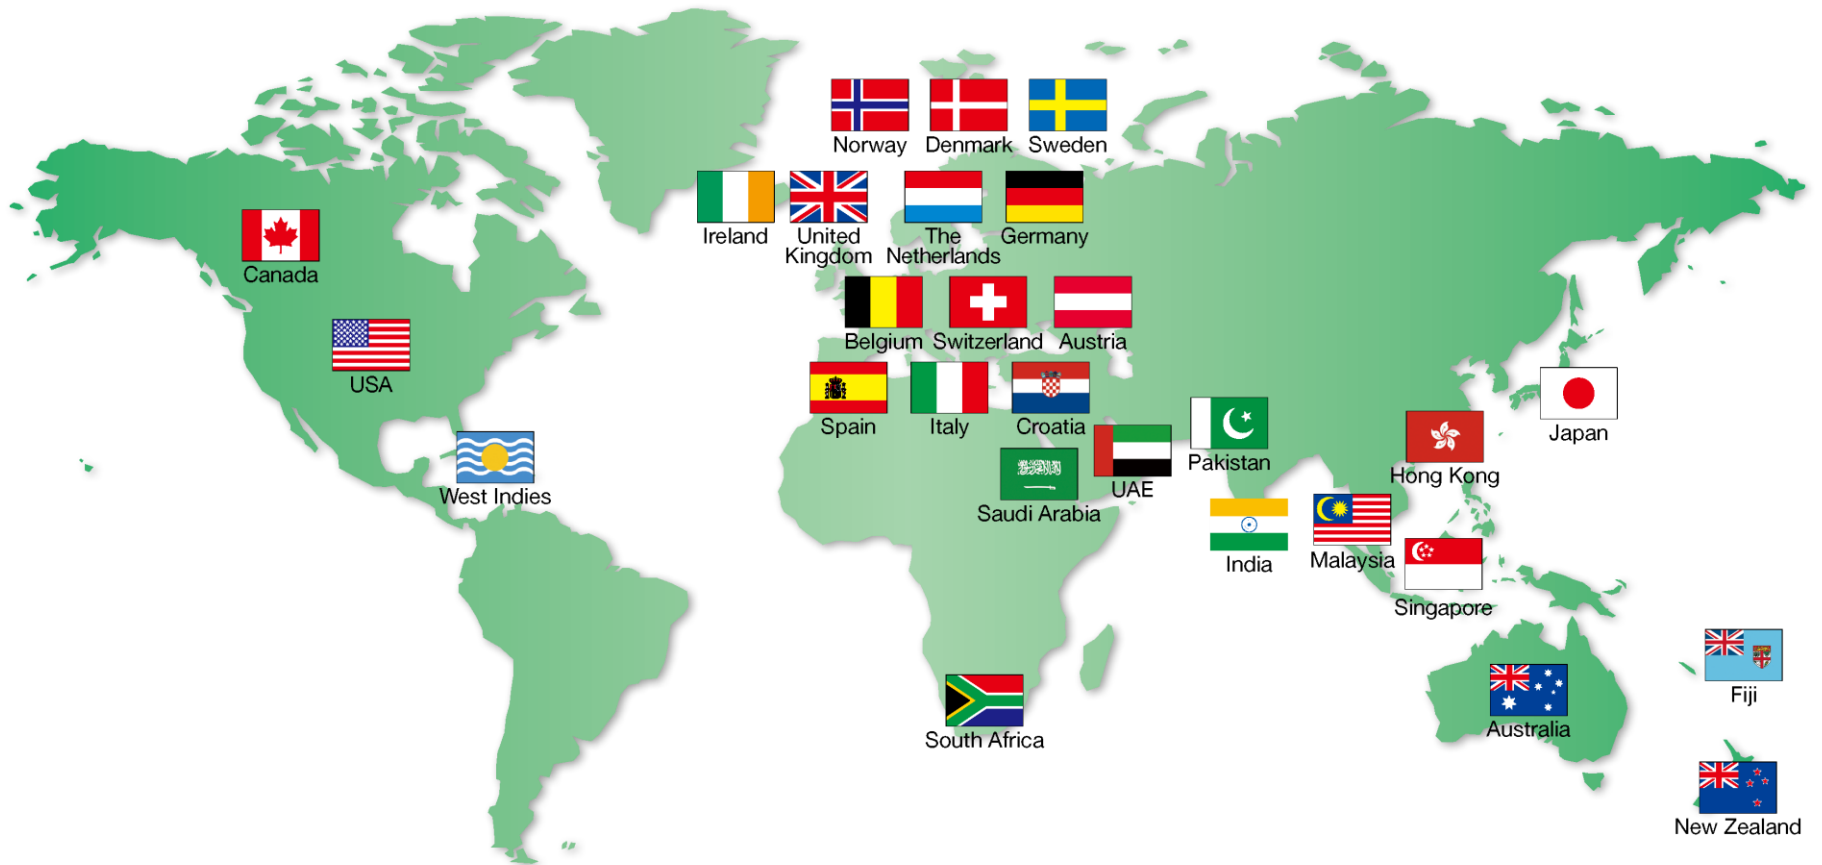 Norway
Denmark
Sweden
Ireland
United
Kingdom
The
Netherlands
Germany
Canada
Belgium
Switzerland
Austria
USA
Spain
Italy
Croatia
Japan
Pakistan
Hong Kong
UAE
West Indies
Saudi Arabia
India
Malaysia
Singapore
Fiji
Australia
South Africa
New Zealand